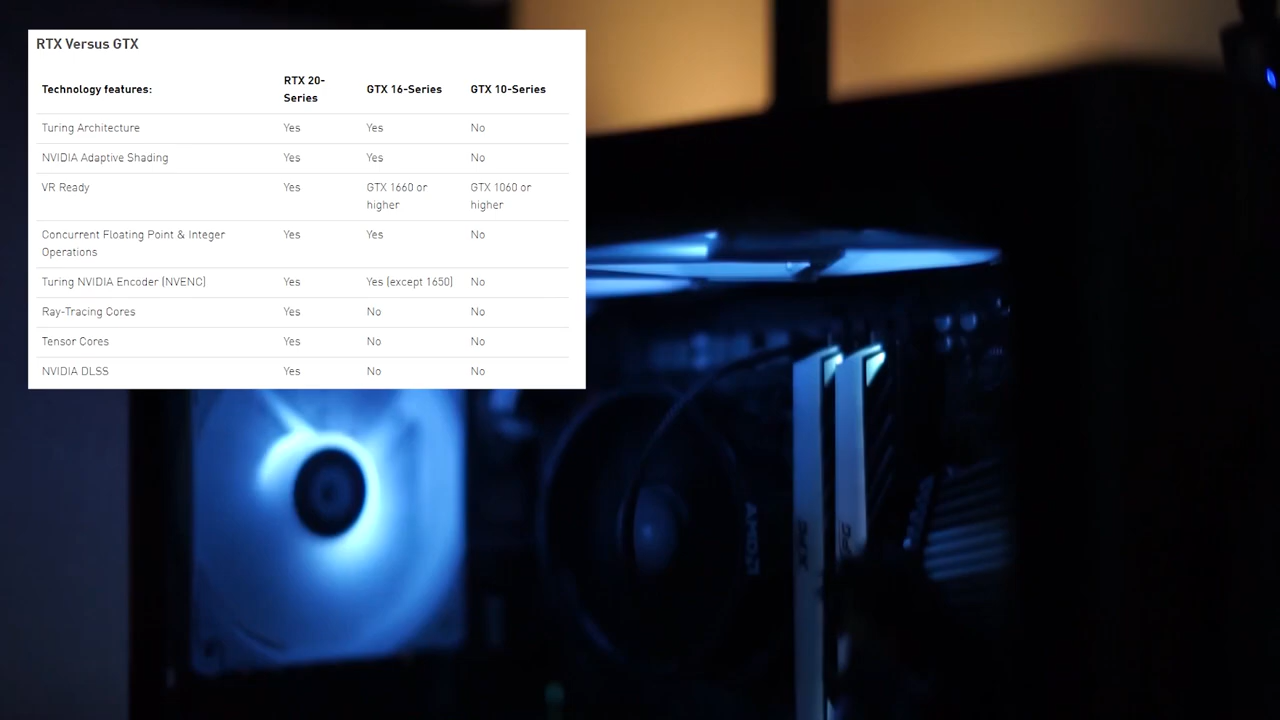 RTX Versus GTX
Technology features: RTX 20-Series GTX 16-Series GTX 10-Series
Turing Architecture Yes Yes No
NVIDIA Adaptive Shading Yes Yes No
VR Ready Yes GTX 1660 or higher GTX 1060 or higher
Concurrent Floating Point & Integer Operations Yes Yes No
Turing NVIDIA Encoder (NVENC) Yes Yes (except 1650) No
Ray-Tracing Cores Yes No No
Tensor Cores Yes No No
NVIDIA DLSS Yes No No
AMD